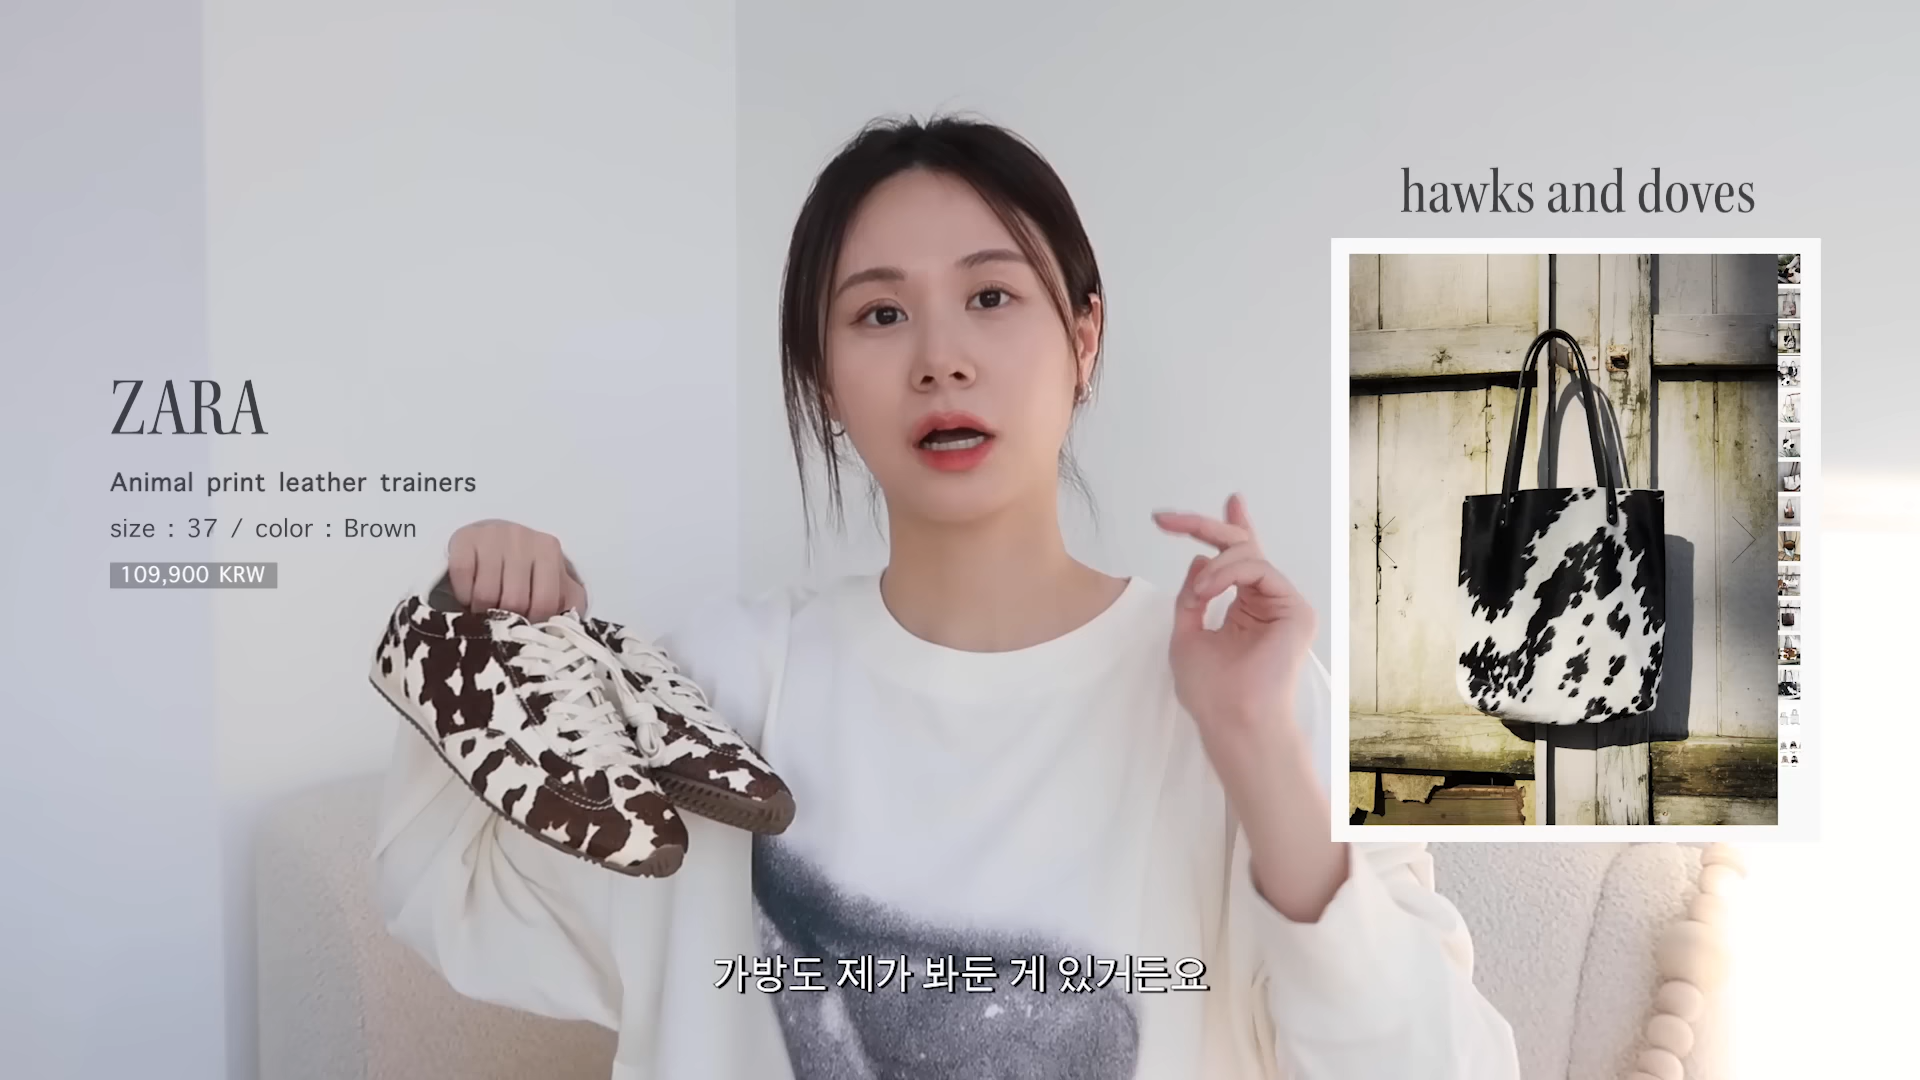 ZARA
Animal print leather trainers
size : 37 / color : Brown
109,900 KRW
hawks and doves
가방도 제가 봐둔 게 있거든요